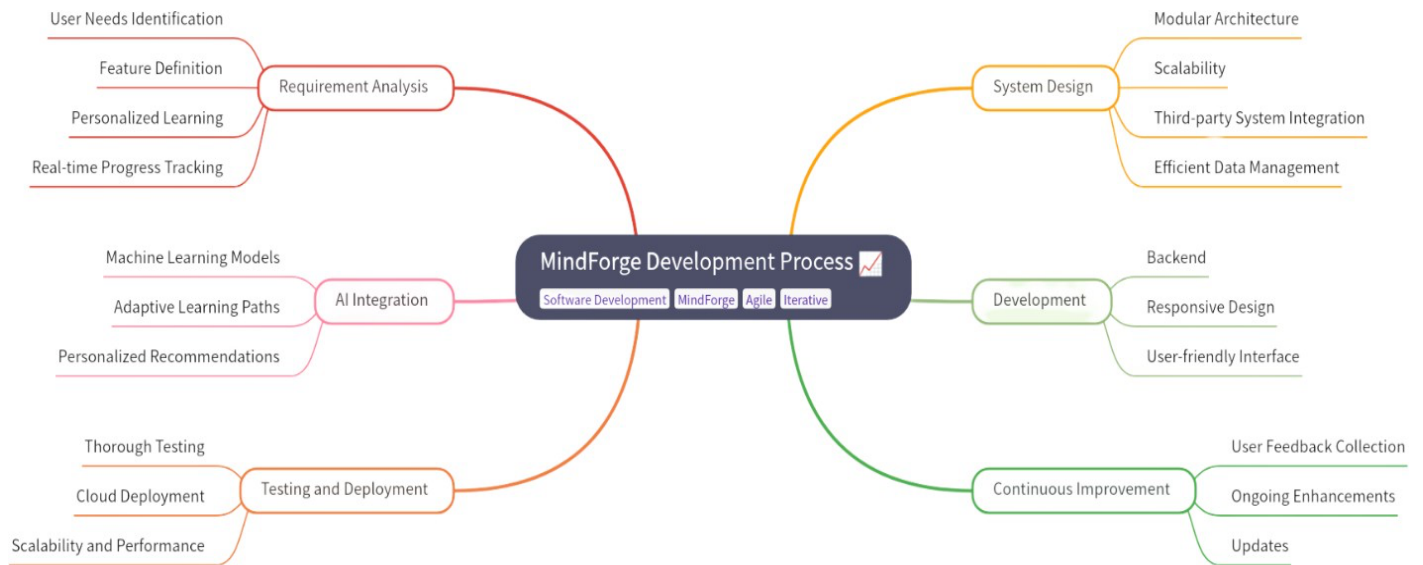 User Needs Identification
Feature Definition
Requirement Analysis
Personalized Learning
Real-time Progress Tracking
Modular Architecture
Scalability
System Design
Third-party System Integration
Efficient Data Management
MindForge Development Process
Software Development MindForge Agile Iterative
Machine Learning Models
AI Integration
Adaptive Learning Paths
Personalized Recommendations
Backend
Development
Responsive Design
User-friendly Interface
Thorough Testing
Testing and Deployment
Cloud Deployment
Scalability and Performance
User Feedback Collection
Continuous Improvement
Ongoing Enhancements
Updates